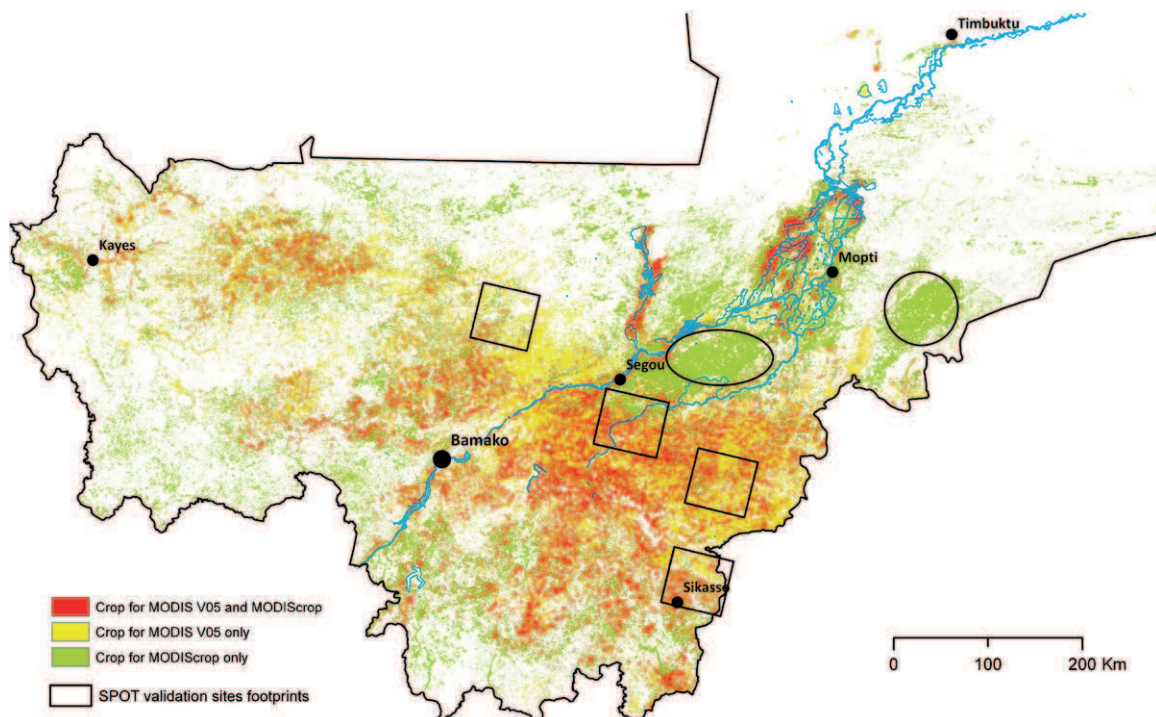 Timbuktu
Kayes
Mopti
Segou
Bamako
Sikasso
Crop for MODIS V05 and MODIScrop
Crop for MODIS V05 only
Crop for MODIScrop only
SPOT validation sites footprints
0 100 200 Km